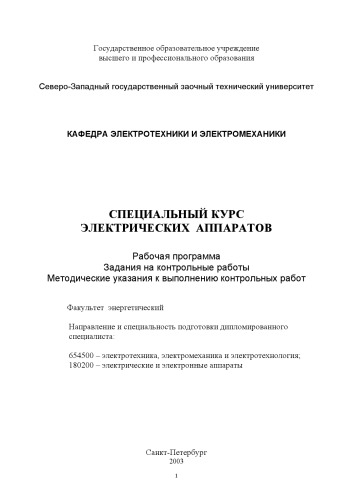 Государственное образовательное учреждение
высшего и профессионального образования
Северо-Западный государственный заочный технический университет
КАФЕДРА ЭЛЕКТРОТЕХНИКИ И ЭЛЕКТРОМЕХАНИКИ
СПЕЦИАЛЬНЫЙ КУРС
ЭЛЕКТРИЧЕСКИХ АППАРАТОВ
Рабочая программа
Задания на контрольные работы
Методические указания к выполнению контрольных работ
Факультет энергетический
Направление и специальность подготовки дипломированного
специалиста:
654500 – электротехника, электромеханика и электротехнология;
180200 – электрические и электронные аппараты
Санкт-Петербург
2003
1